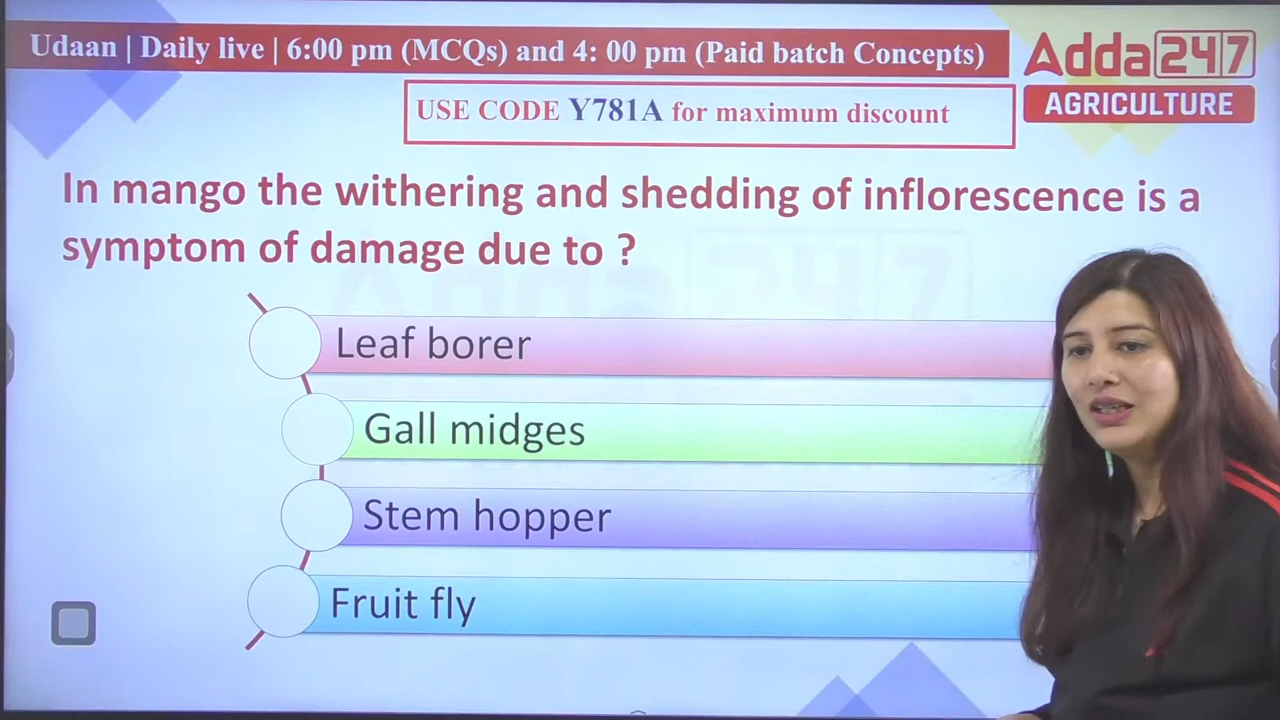 Udaan | Daily live | 6:00 pm (MCQs) and 4: 00 pm (Paid batch Concepts)
Adda 247
AGRICULTURE
USE CODE Y781A for maximum discount
In mango the withering and shedding of inflorescence is a
symptom of damage due to ?
Leaf borer
Gall midges
Stem hopper
Fruit fly